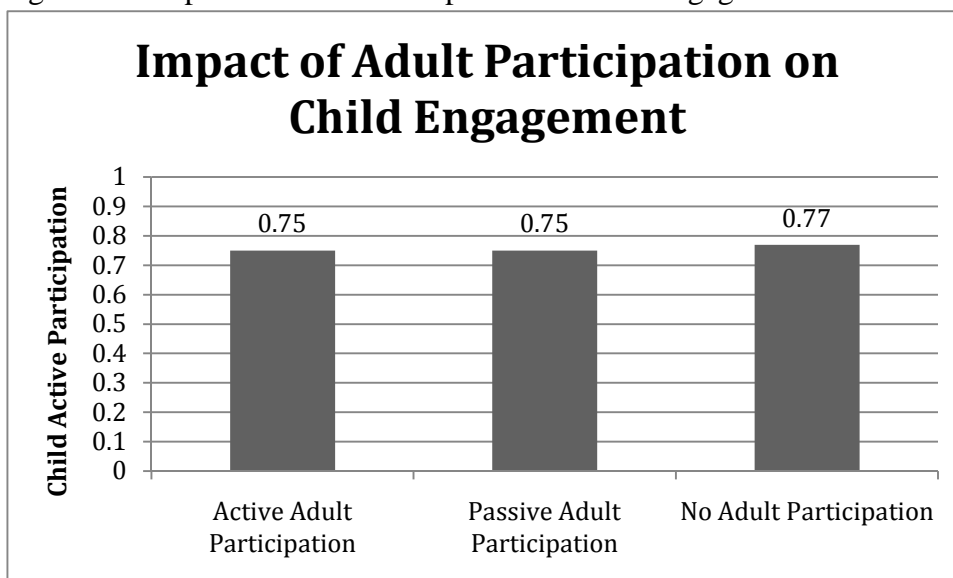 Impact of Adult Participation on
Child Engagement
Child Active Participation
1
0.9
0.8
0.7
0.6
0.5
0.4
0.3
0.2
0.1
0
0.75
0.75
0.77
Active Adult
Participation
Passive Adult
Participation
No Adult Participation